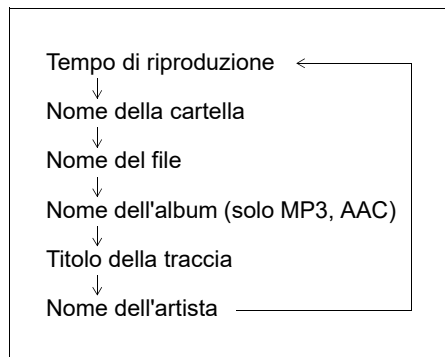 Tempo di riproduzione
Nome della cartella
Nome del file
Nome dell'album (solo MP3, AAC)
Titolo della traccia
Nome dell'artista